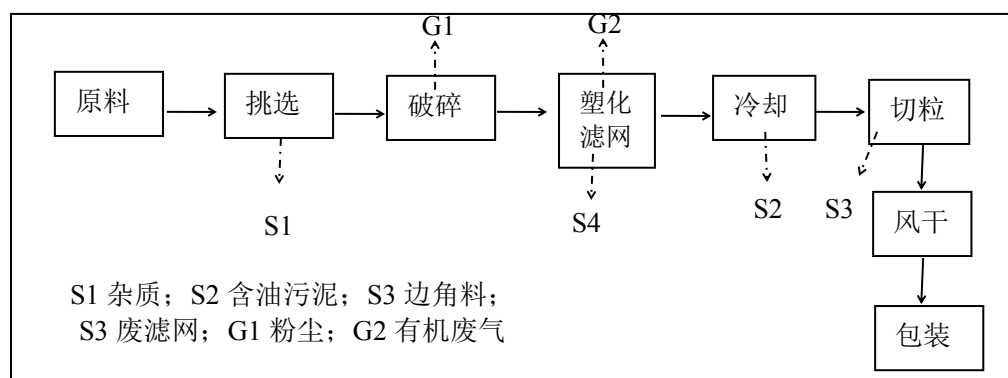 G1
G2
原料
挑选
破碎
塑化
滤网
冷却
切粒
S1
S4
S2
S3
风干
S1 杂质；S2 含油污泥；S3 边角料；
S3 废滤网；G1 粉尘；G2 有机废气
包装